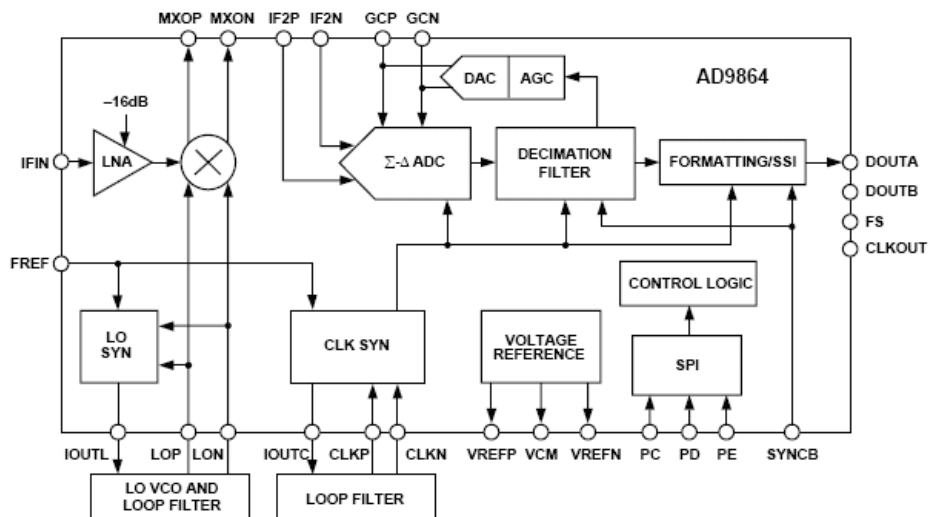 MXOP MXON IF2P IF2N GCP GCN
AD9864
DAC AGC
–16dB
LNA
IFIN
Σ-Δ ADC
DECIMATION
FILTER
FORMATTING/SSI
DOUTA
DOUTB
FS
CLKOUT
FREF
LO
SYN
CLK SYN
VOLTAGE
REFERENCE
CONTROL LOGIC
SPI
IOUTL LOP LON IOUTC CLKP CLKN VREFP VCM VREFN PC PD PE SYNCB
LO VCO AND
LOOP FILTER
LOOP FILTER